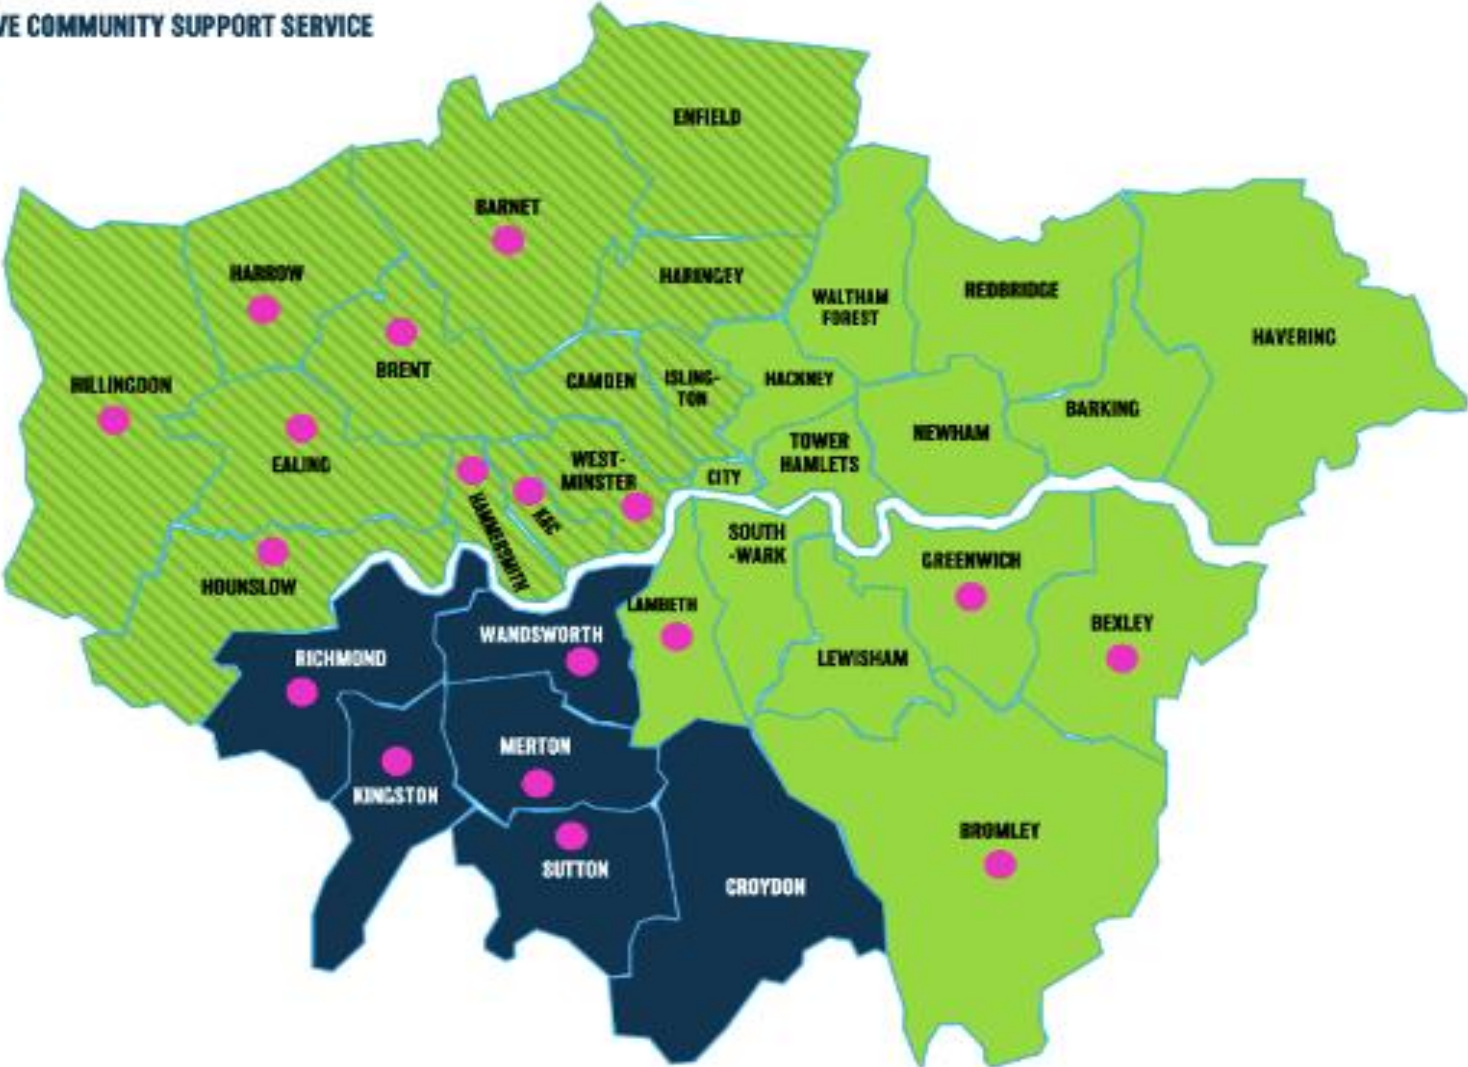 VE COMMUNITY SUPPORT SERVICE
ENFIELD
BARNET
HARROW
HARINGEY
WALTHAM
FOREST
REDBRIDGE
HAVERING
HILLINGDON
BRENT
CAMDEN
ISLING-
TON
HACKNEY
BARKING
EALING
WEST-
MINSTER
CITY
TOWER
HAMLETS
NEWHAM
HAMMERSMITH
K&C
HOUNSLOW
SOUTH
-WARK
GREENWICH
LAMBETH
BEXLEY
RICHMOND
WANDSWORTH
LEWISHAM
MERTON
KINGSTON
SUTTON
CROYDON
BROMLEY